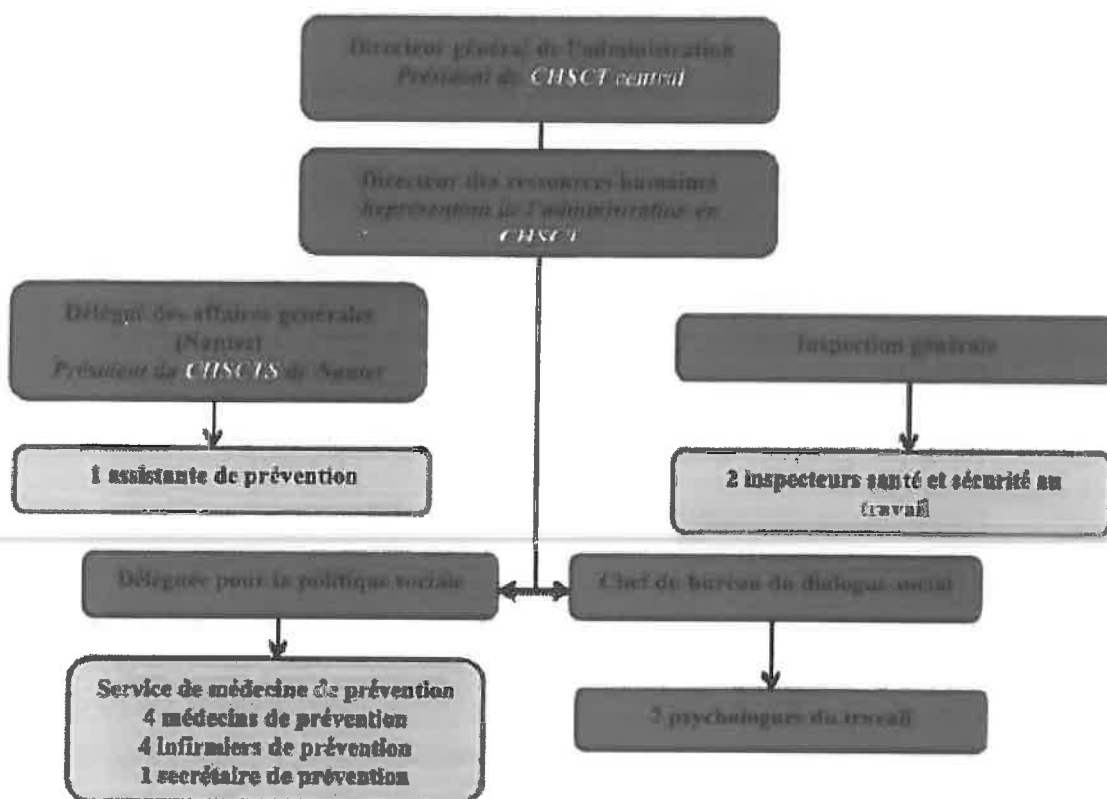 Directeur général de l'administration
Président du CHSCT central
Directeur des ressources humaines
Représentant de l'administration en
CHSCT
Délégué des affaires générales
(Nantes)
Président du CHSCTS de Nantes
Inspection générale
1 assistante de prévention
2 inspecteurs santé et sécurité au
travail
Déléguée pour la politique sociale
Chef du bureau du dialogue social
Service de médecine de prévention
4 médecins de prévention
4 infirmiers de prévention
1 secrétaire de prévention
2 psychologues du travail